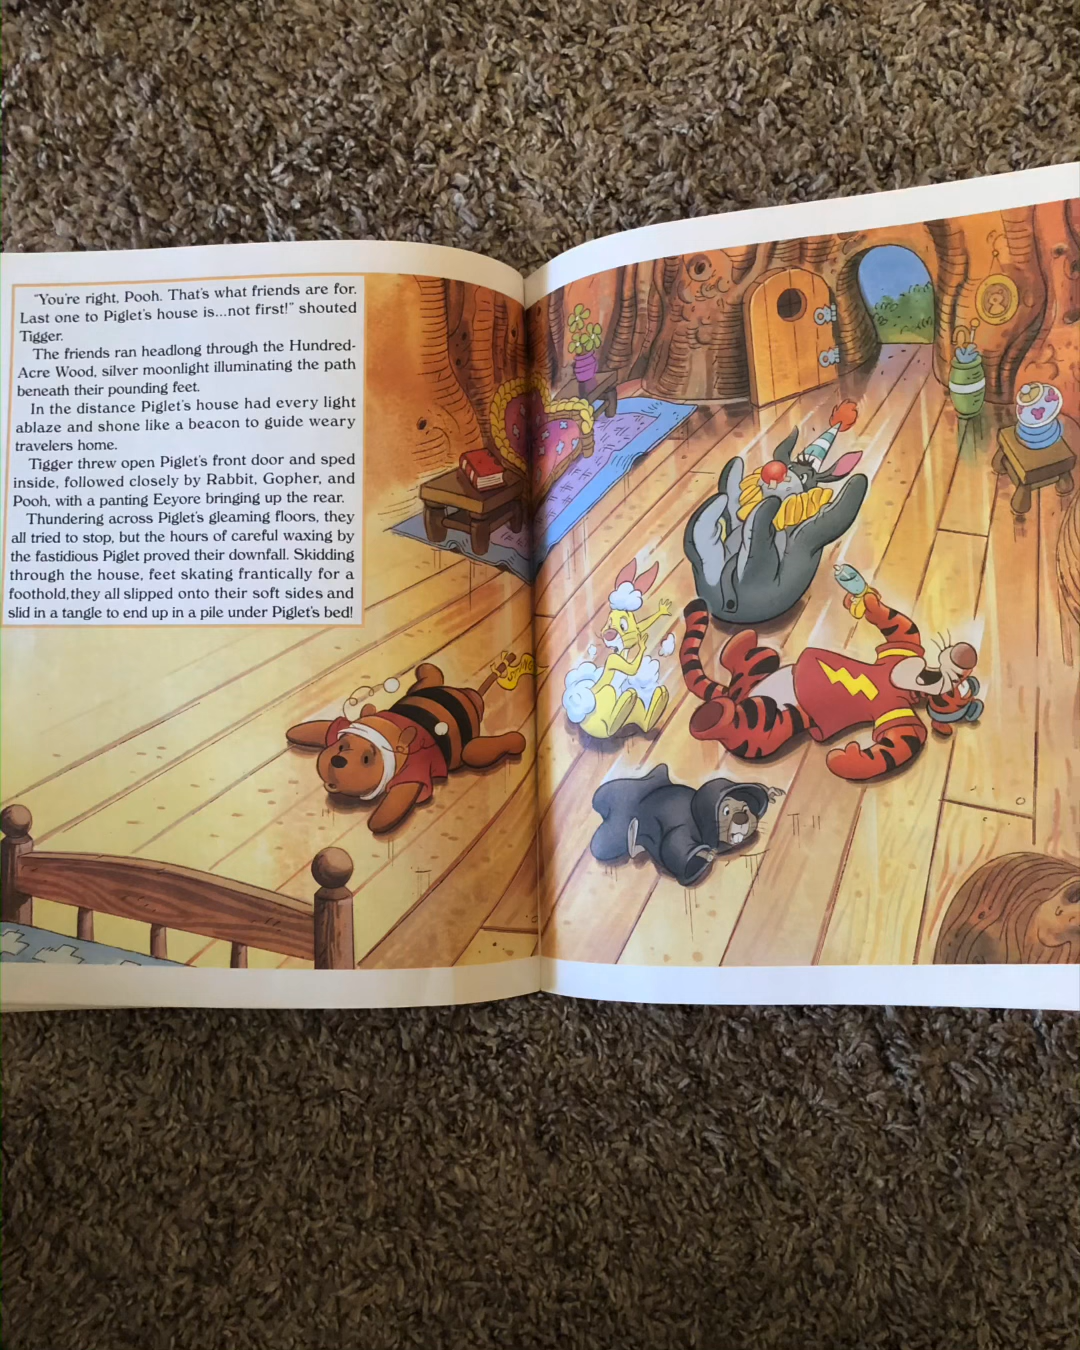 "You're right, Pooh. That's what friends are for.
Last one to Piglet's house is...not first!" shouted
Tigger.
The friends ran headlong through the Hundred-
Acre Wood, silver moonlight illuminating the path
beneath their pounding feet.
In the distance Piglet's house had every light
ablaze and shone like a beacon to guide weary
travelers home.
Tigger threw open Piglet's front door and sped
inside, followed closely by Rabbit, Gopher, and
Pooh, with a panting Eeyore bringing up the rear.
Thundering across Piglet's gleaming floors, they
all tried to stop, but the hours of careful waxing by
the fastidious Piglet proved their downfall. Skidding
through the house, feet skating frantically for a
foothold,they all slipped onto their soft sides and
slid in a tangle to end up in a pile under Piglet's bed!